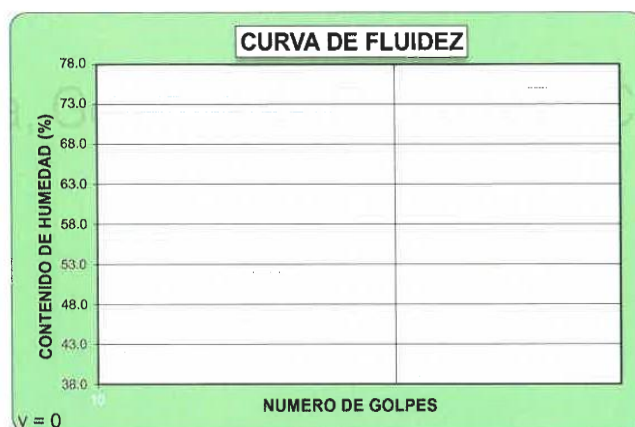 CURVA DE FLUIDEZ
CONTENIDO DE HUMEDAD (%)
78.0
73.0
68.0
63.0
58.0
53.0
48.0
43.0
38.0
10
NUMERO DE GOLPES
y = 0